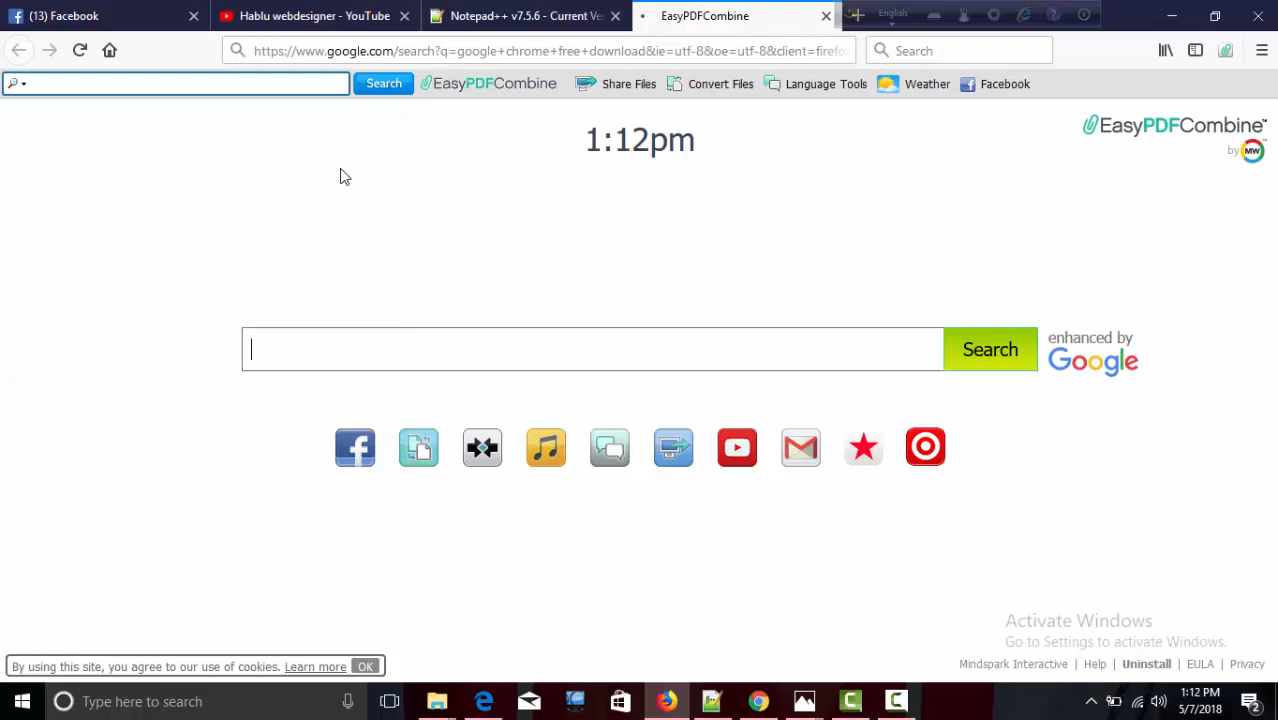 (13) Facebook
Hablu webdesigner - YouTube
Notepad++ v7.5.6 - Current Ve
EasyPDFCombine
English
https://www.google.com/search?q=google+chrome+free+download&ie=utf-8&oe=utf-8&client=firefo
Search
Search
EasyPDFCombine
Share Files
Convert Files
Language Tools
Weather
Facebook
1:12pm
EasyPDFCombine™
by MW
Search
enhanced by
Google
Activate Windows
Go to Settings to activate Windows.
By using this site, you agree to our use of cookies. Learn more OK
Mindspark Interactive | Help | Uninstall | EULA | Privacy
Type here to search
1:12 PM
5/7/2018
2